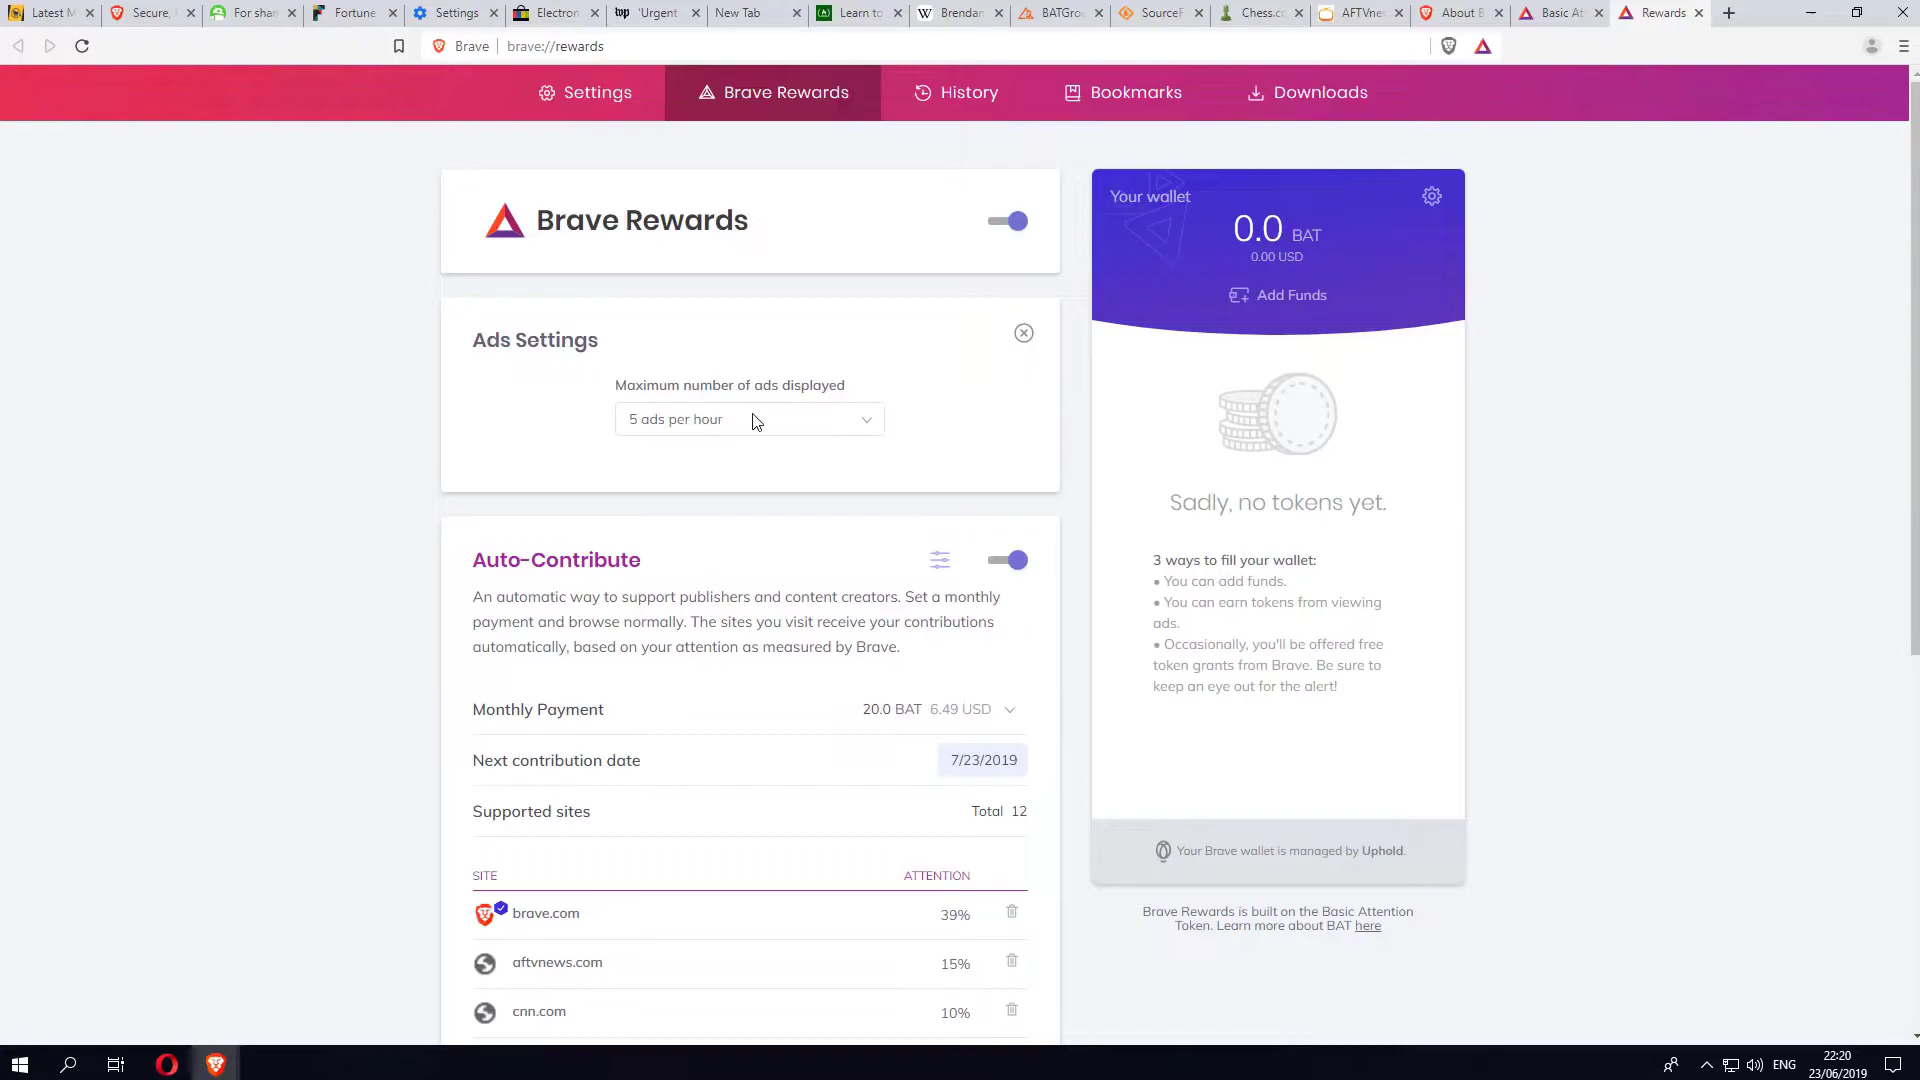 Latest M
Secure,
For shar
Fortune
Settings
Electron
wp 'Urgent
New Tab
Learn to
W Brendan
BATGro
SourceF
Chess.c
AFTVne
About B
Basic At
Rewards
Brave brave://rewards
Settings
Brave Rewards
History
Bookmarks
Downloads
Brave Rewards
Ads Settings
Maximum number of ads displayed
5 ads per hour
Auto-Contribute
An automatic way to support publishers and content creators. Set a monthly
payment and browse normally. The sites you visit receive your contributions
automatically, based on your attention as measured by Brave.
Monthly Payment 20.0 BAT 6.49 USD
Next contribution date 7/23/2019
Supported sites Total 12
SITE ATTENTION
brave.com 39%
aftvnews.com 15%
cnn.com 10%
Your wallet
0.0 BAT
0.00 USD
Add Funds
Sadly, no tokens yet.
3 ways to fill your wallet:
• You can add funds.
• You can earn tokens from viewing
ads.
• Occasionally, you'll be offered free
token grants from Brave. Be sure to
keep an eye out for the alert!
Your Brave wallet is managed by Uphold.
Brave Rewards is built on the Basic Attention
Token. Learn more about BAT here
ENG
22:20
23/06/2019